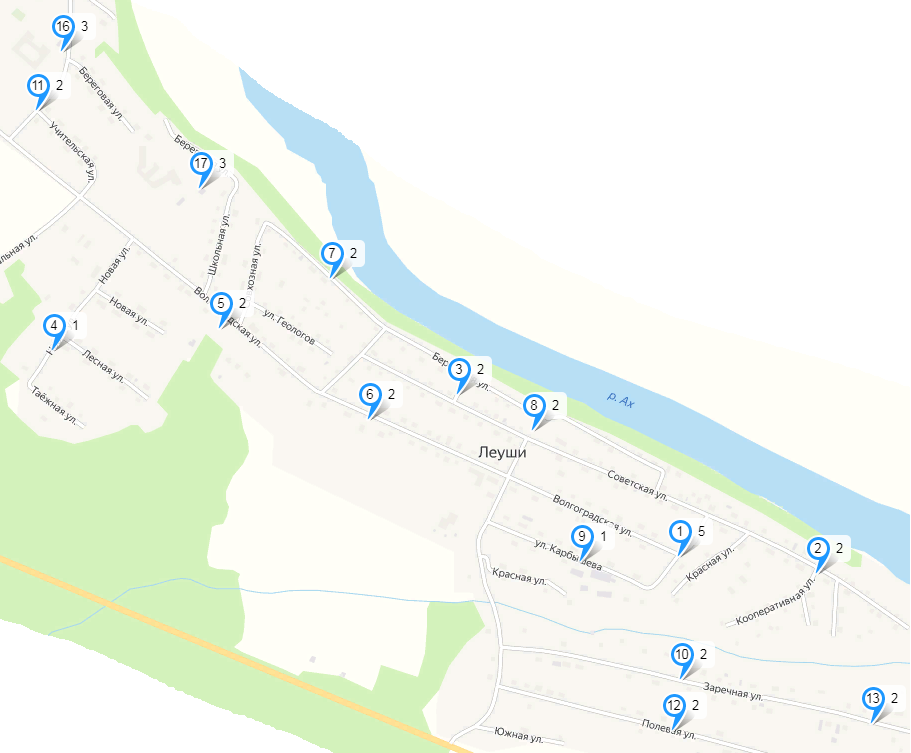 16 3
Береговая ул.
11 2
Учительская ул.
17 3
Школьная ул.
Новая ул.
7 2
Новая ул.
5 2
ул. Геологов
4 1
Лесная ул.
Таёжная ул.
3 2
6 2
8 2
р. Ах
Леуши
Советская ул.
Волгоградская ул.
1 5
9 1
ул. Карбышева
Красная ул.
2 2
Красная ул.
Кооперативная ул.
10 2
Заречная ул.
13 2
12 2
Полевая ул.
Южная ул.